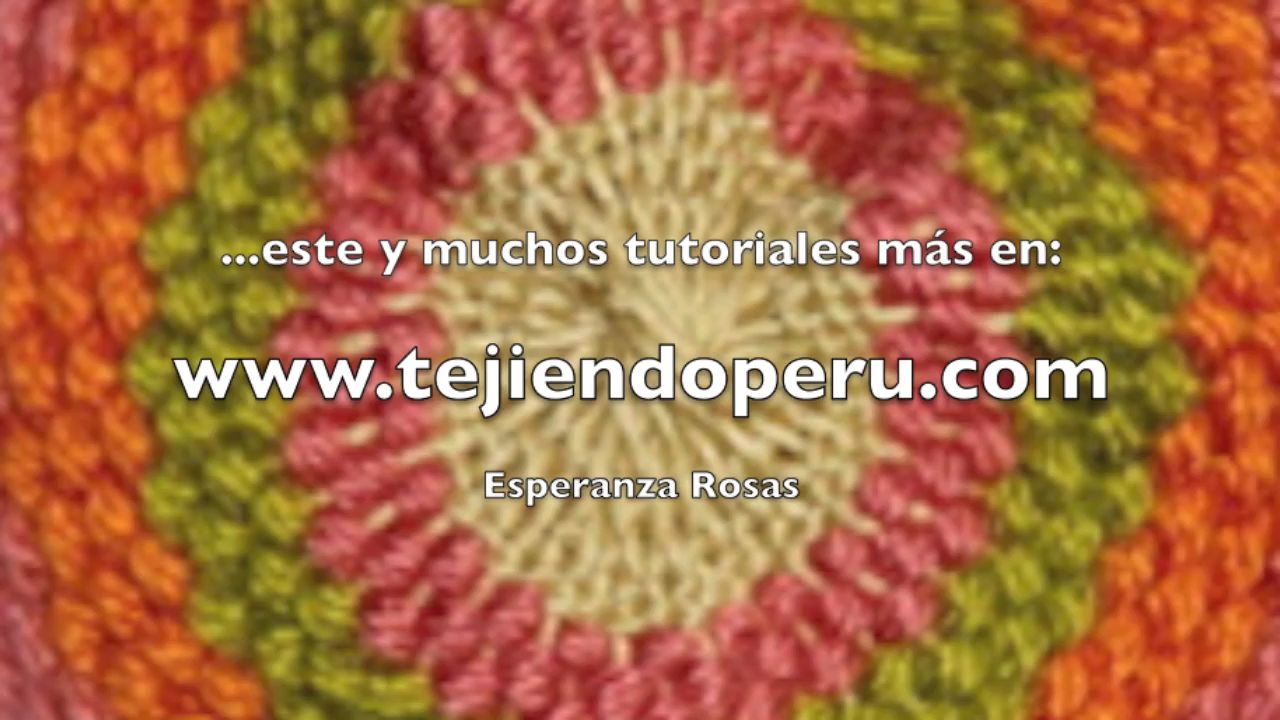 ...este y muchos tutoriales más en:
www.tejiendoperu.com
Esperanza Rosas